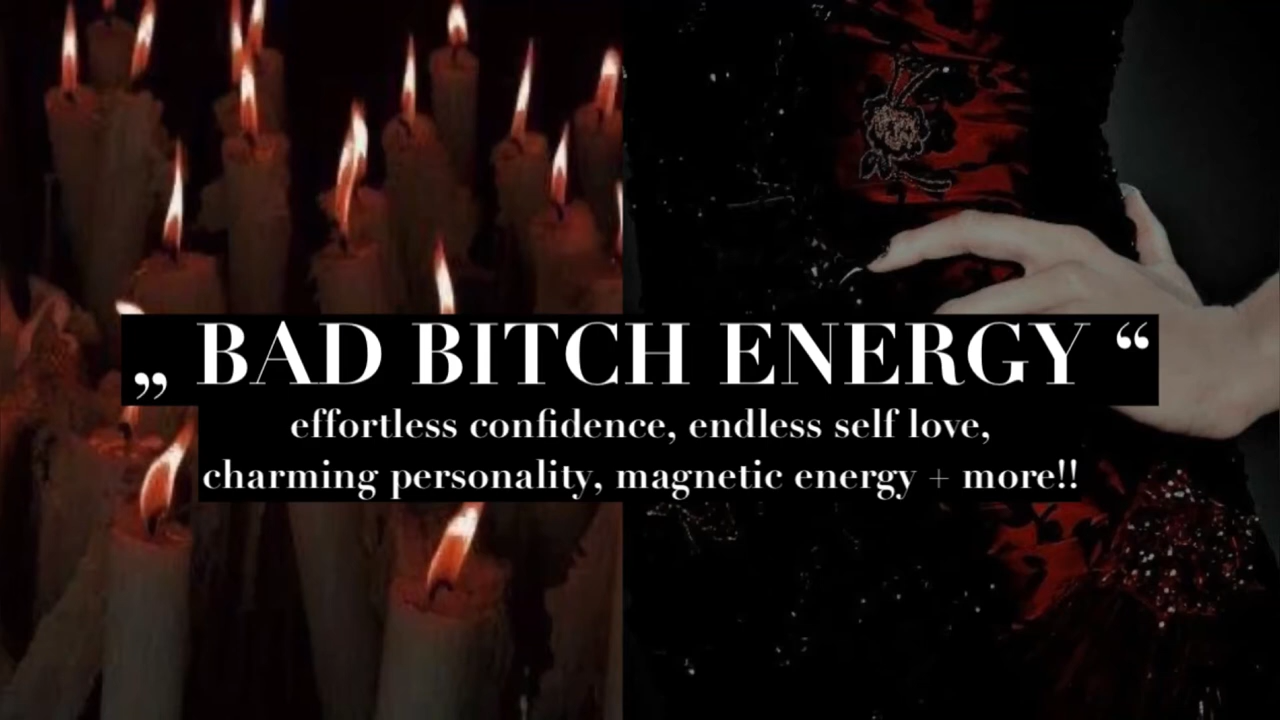 „ BAD BITCH ENERGY “
effortless confidence, endless self love,
charming personality, magnetic energy + more!!